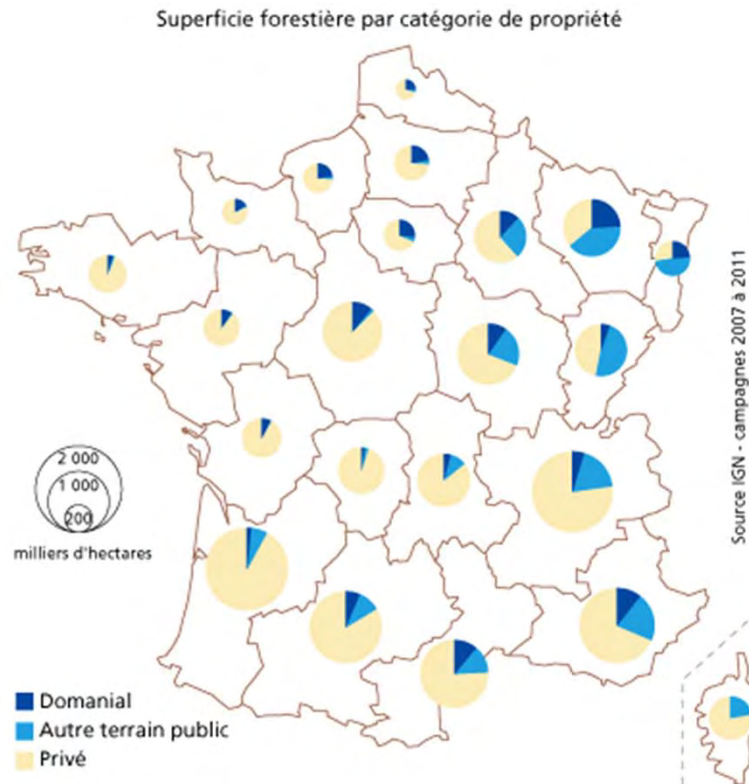 Superficie forestière par catégorie de propriété
2 000
1 000
200
milliers d'hectares
Domanial
Autre terrain public
Privé
Source IGN - campagnes 2007 à 2011